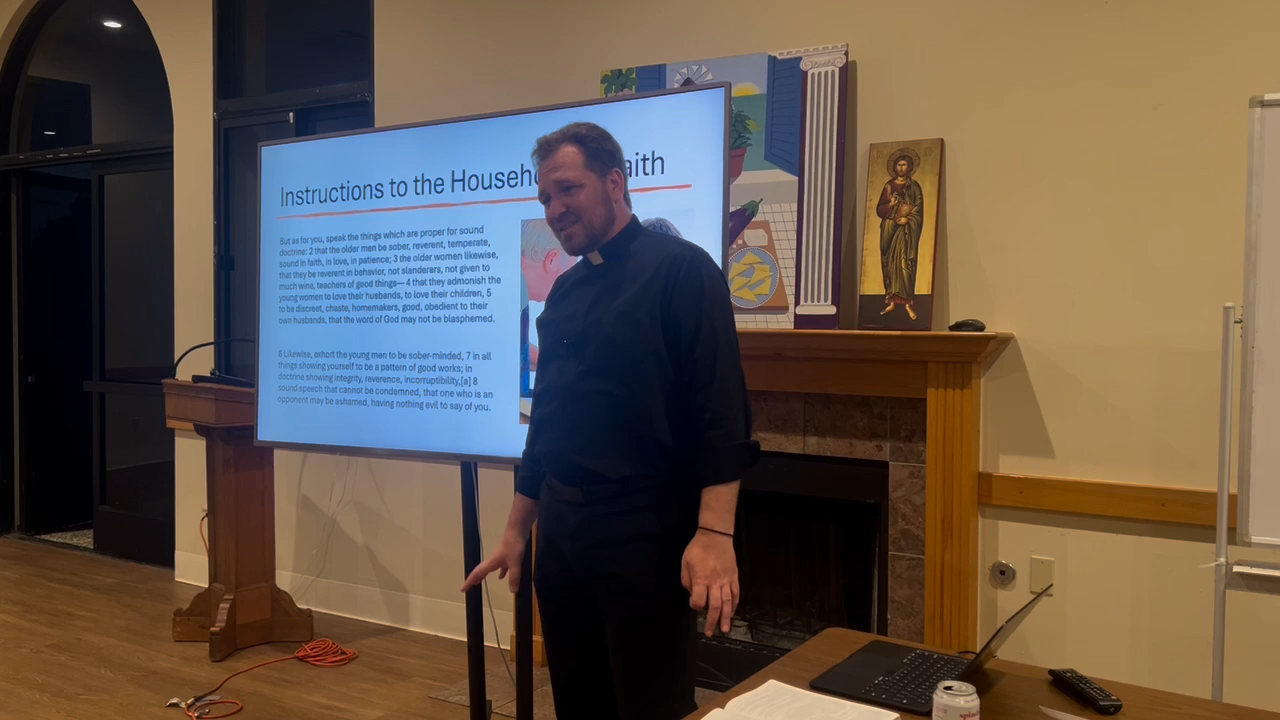 Instructions to the Househo aith
But as for you, speak the things which are proper for sound
doctrine: 2 that the older men be sober, reverent, temperate,
sound in faith, in love, in patience; 3 the older women likewise,
that they be reverent in behavior, not slanderers, not given to
much wine, teachers of good things— 4 that they admonish the
young women to love their husbands, to love their children, 5
to be discreet, chaste, homemakers, good, obedient to their
own husbands, that the word of God may not be blasphemed.
6 Likewise, exhort the young men to be sober-minded, 7 in all
things showing yourself to be a pattern of good works; in
doctrine showing integrity, reverence, incorruptibility,[a] 8
sound speech that cannot be condemned, that one who is an
opponent may be ashamed, having nothing evil to say of you.